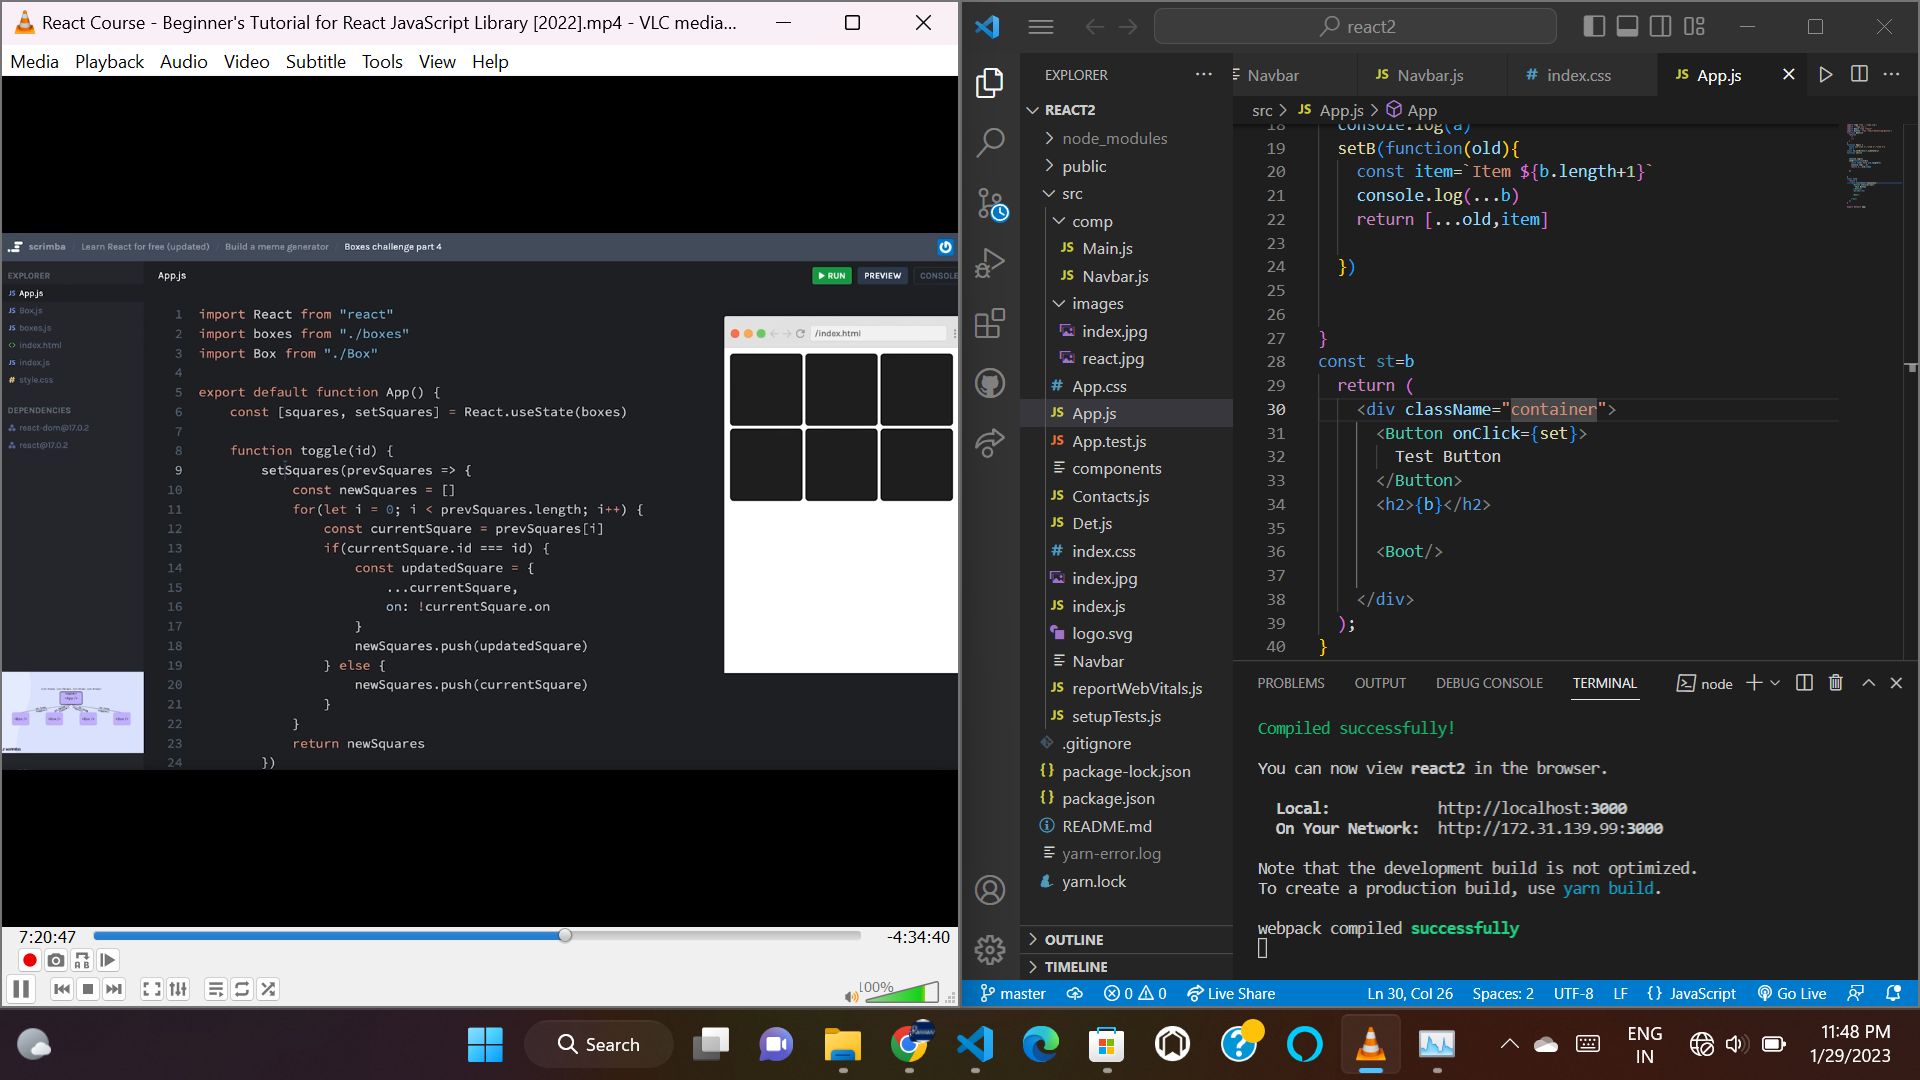 React Course - Beginner's Tutorial for React JavaScript Library [2022].mp4 - VLC media...
Media Playback Audio Video Subtitle Tools View Help
scrimba / Learn React for free (updated) / Build a meme generator / Boxes challenge part 4
EXPLORER
App.js
Box.js
boxes.js
index.html
index.js
style.css
DEPENDENCIES
react-dom@17.0.2
react@17.0.2
App.js
RUN
PREVIEW
CONSOLE
1 import React from "react"
2 import boxes from "./boxes"
3 import Box from "./Box"
4
5 export default function App() {
6 const [squares, setSquares] = React.useState(boxes)
7
8 function toggle(id) {
9 setSquares(prevSquares => {
10 const newSquares = []
11 for(let i = 0; i < prevSquares.length; i++) {
12 const currentSquare = prevSquares[i]
13 if(currentSquare.id === id) {
14 const updatedSquare = {
15 ...currentSquare,
16 on: !currentSquare.on
17 }
18 newSquares.push(updatedSquare)
19 } else {
20 newSquares.push(currentSquare)
21 }
22 }
23 return newSquares
24 })
/index.html
7:20:47
-4:34:40
100%
react2
EXPLORER
REACT2
node_modules
public
src
comp
Main.js
Navbar.js
images
index.jpg
react.jpg
App.css
App.js
App.test.js
components
Contacts.js
Det.js
index.css
index.jpg
index.js
logo.svg
Navbar
reportWebVitals.js
setupTests.js
.gitignore
package-lock.json
package.json
README.md
yarn-error.log
yarn.lock
OUTLINE
TIMELINE
Navbar
Navbar.js
index.css
App.js
src > App.js > App
18 console.log(a)
19 setB(function(old){
20 const item=`Item ${b.length+1}`
21 console.log(...b)
22 return [...old,item]
23
24 })
25
26
27 }
28 const st=b
29 return (
30 <div className="container">
31 <Button onClick={set}>
32 Test Button
33 </Button>
34 <h2>{b}</h2>
35
36 <Boot/>
37
38 </div>
39 );
40 }
PROBLEMS OUTPUT DEBUG CONSOLE TERMINAL node
Compiled successfully!
You can now view react2 in the browser.
Local: http://localhost:3000
On Your Network: http://172.31.139.99:3000
Note that the development build is not optimized.
To create a production build, use yarn build.
webpack compiled successfully
master 0 0 Live Share Ln 30, Col 26 Spaces: 2 UTF-8 LF {} JavaScript Go Live
Search
ENG
IN
11:48 PM
1/29/2023